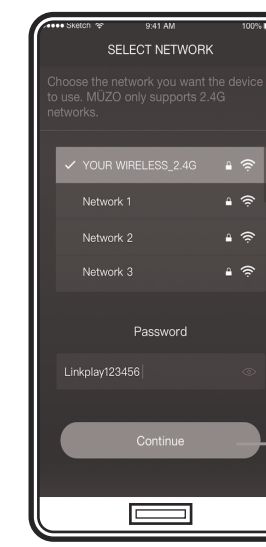 Sketch 9:41 AM 100%
SELECT NETWORK
Choose the network you want the device
to use. MÜZO only supports 2.4G
networks.
YOUR WIRELESS_2.4G
Network 1
Network 2
Network 3
Password
Linkplay123456
Continue